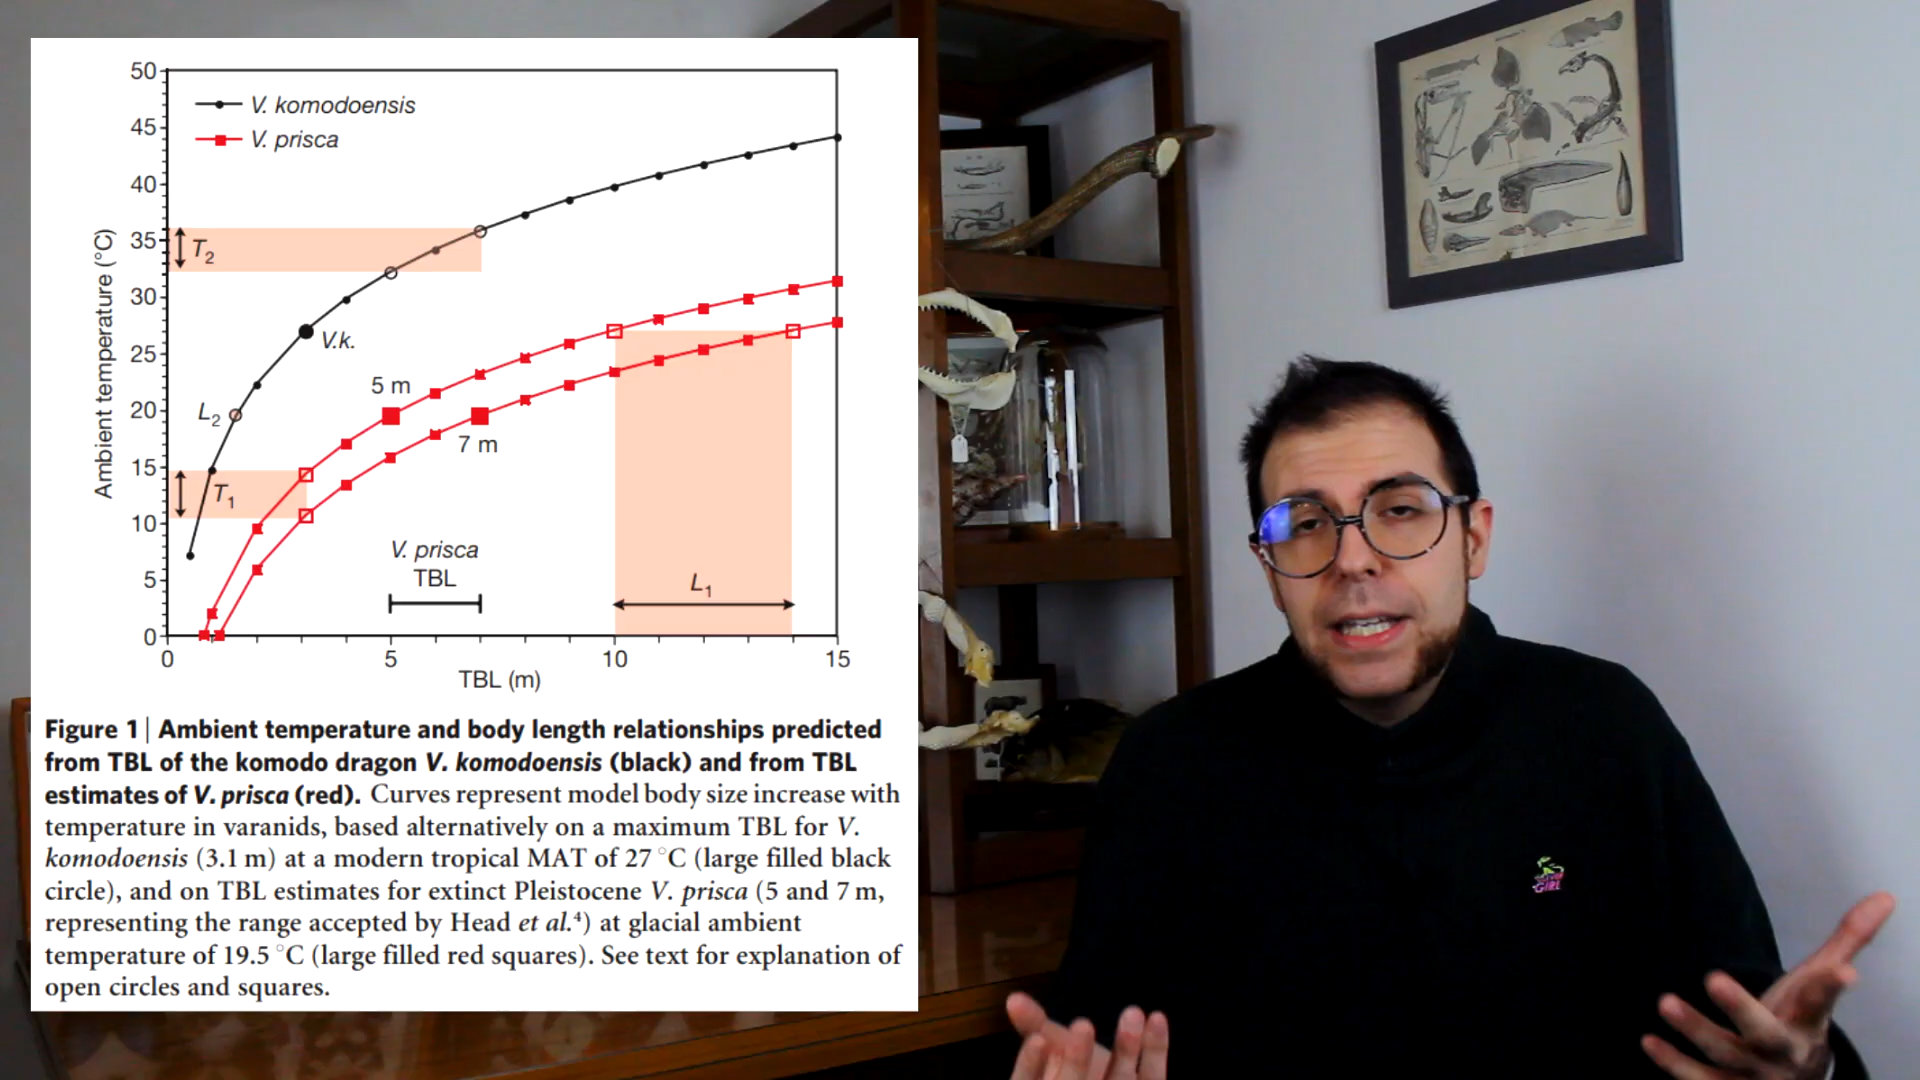 50
45
40
35
30
25
20
15
10
5
0
Ambient temperature (°C)
V. komodoensis
V. prisca
T2
V.k.
L2
5 m
7 m
T1
V. prisca
TBL
L1
0 5 10 15
TBL (m)
Figure 1 | Ambient temperature and body length relationships predicted
from TBL of the komodo dragon V. komodoensis (black) and from TBL
estimates of V. prisca (red). Curves represent model body size increase with
temperature in varanids, based alternatively on a maximum TBL for V.
komodoensis (3.1 m) at a modern tropical MAT of 27 °C (large filled black
circle), and on TBL estimates for extinct Pleistocene V. prisca (5 and 7 m,
representing the range accepted by Head et al.⁴) at glacial ambient
temperature of 19.5 °C (large filled red squares). See text for explanation of
open circles and squares.
GIRL